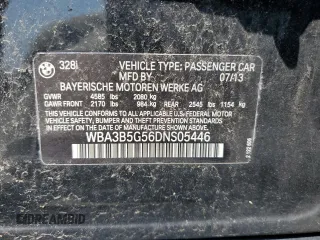 328i VEHICLE TYPE: PASSENGER CAR
MFD BY 07/13
BAYERISCHE MOTOREN WERKE AG
GVWR 4585 lbs 2080 kg
GAWR FRONT 2170 lbs 984 kg REAR 2545 lbs 1154 kg
THIS VEHICLE CONFORMS TO ALL APPLICABLE
U.S. FEDERAL MOTOR VEHICLE SAFETY, BUMPER,
AND THEFT PREVENTION STANDARDS IN EFFECT ON
THE DATE OF MANUFACTURE SHOWN ABOVE.
WBA3B5G56DNS05446